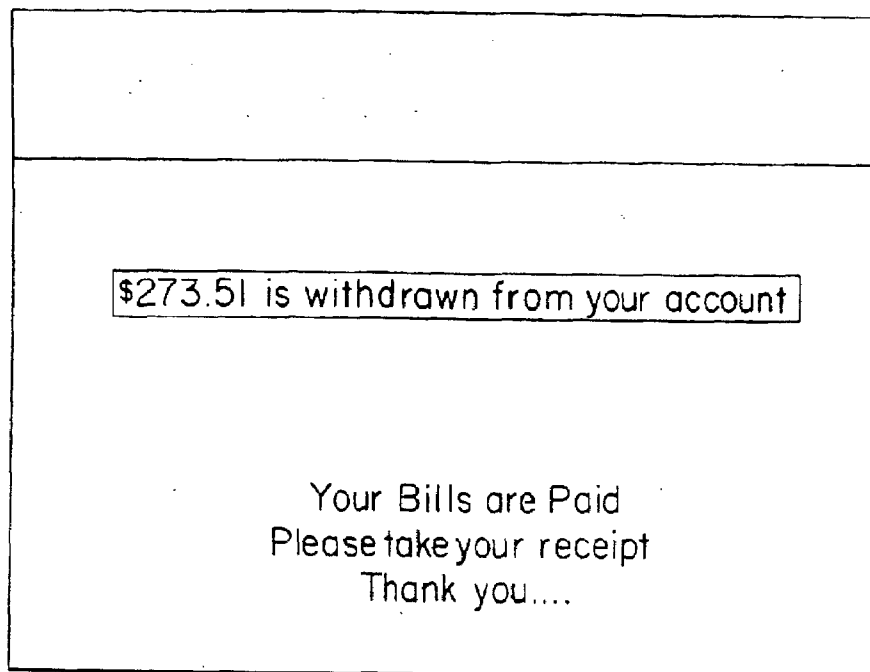 $273.51 is withdrawn from your account
Your Bills are Paid
Please take your receipt
Thank you....